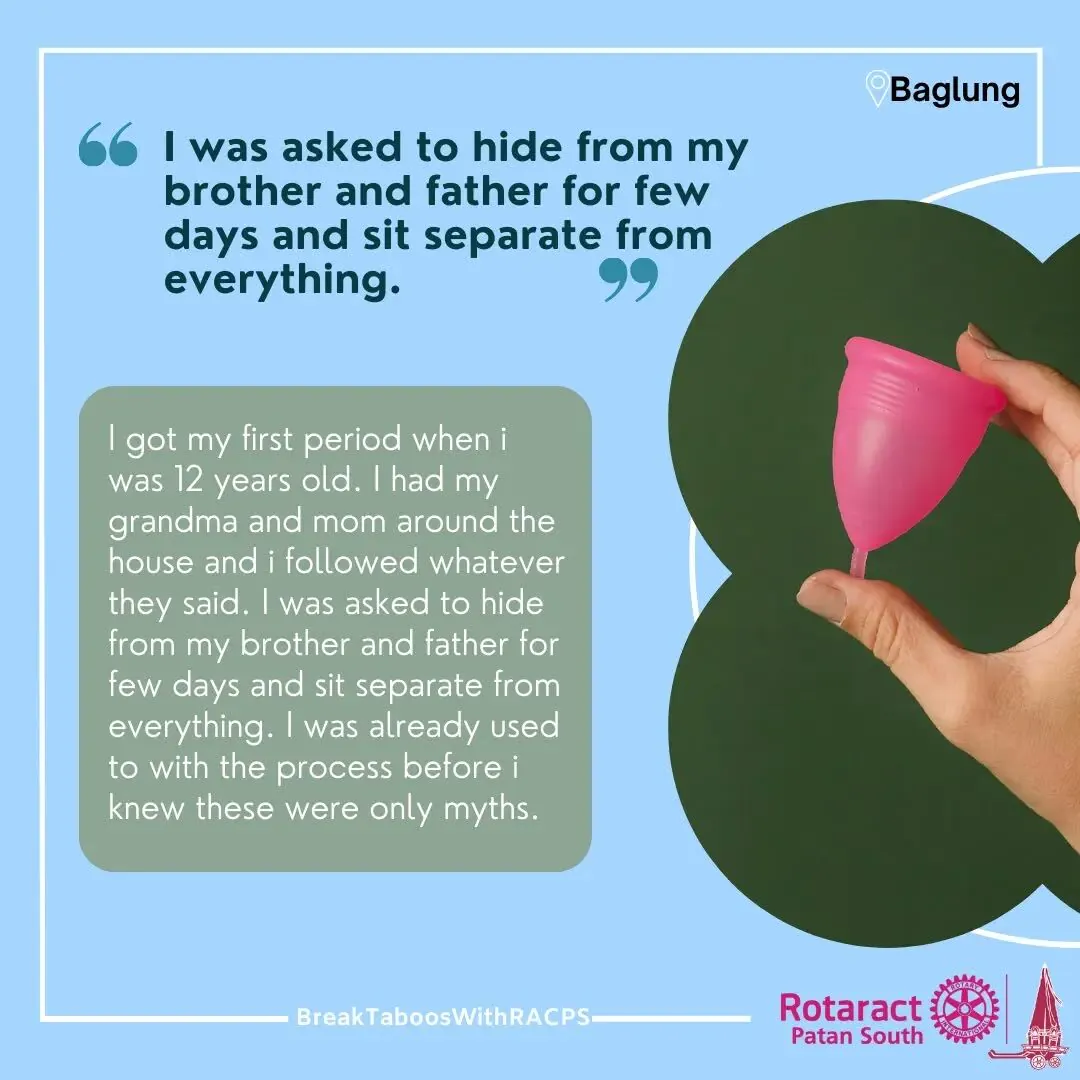 Baglung
“ I was asked to hide from my
brother and father for few
days and sit separate from
everything. ”
I got my first period when i
was 12 years old. I had my
grandma and mom around the
house and i followed whatever
they said. I was asked to hide
from my brother and father for
few days and sit separate from
everything. I was already used
to with the process before i
knew these were only myths.
BreakTaboosWithRACPS
Rotaract
Patan South
ROTARY
INTERNATIONAL